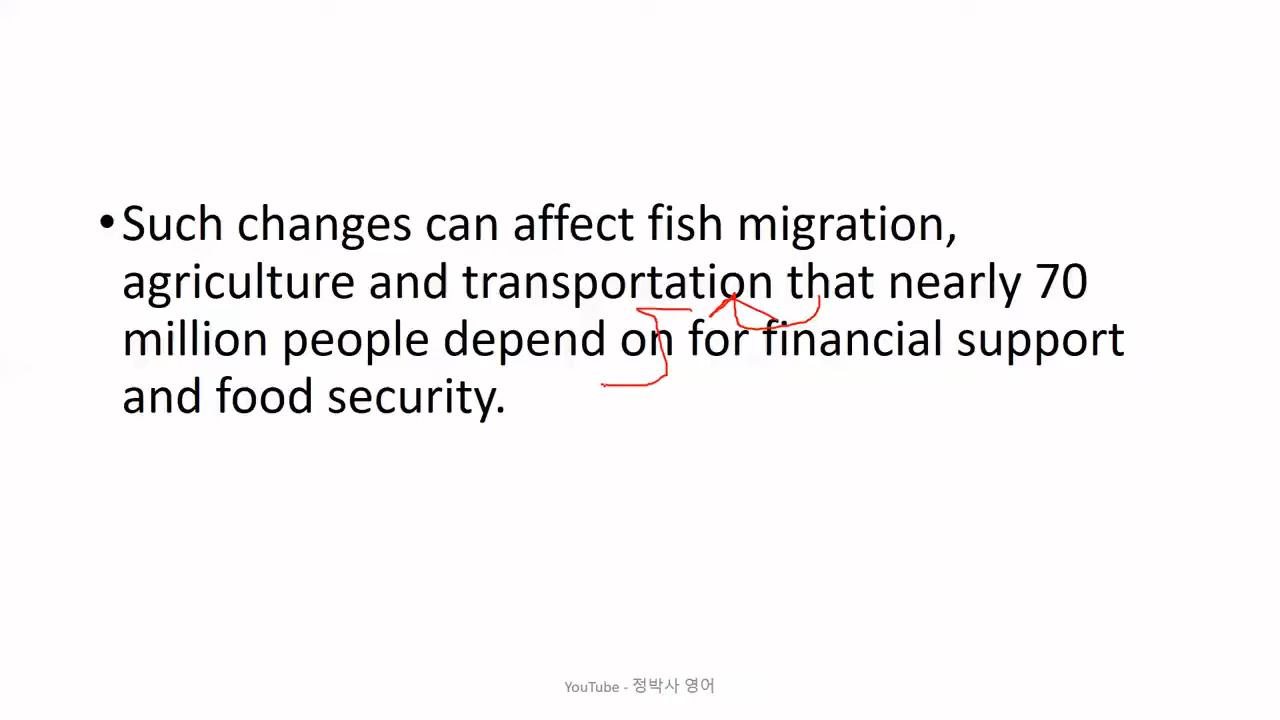 •Such changes can affect fish migration,
agriculture and transportation that nearly 70
million people depend on for financial support
and food security.
YouTube - 정박사 영어